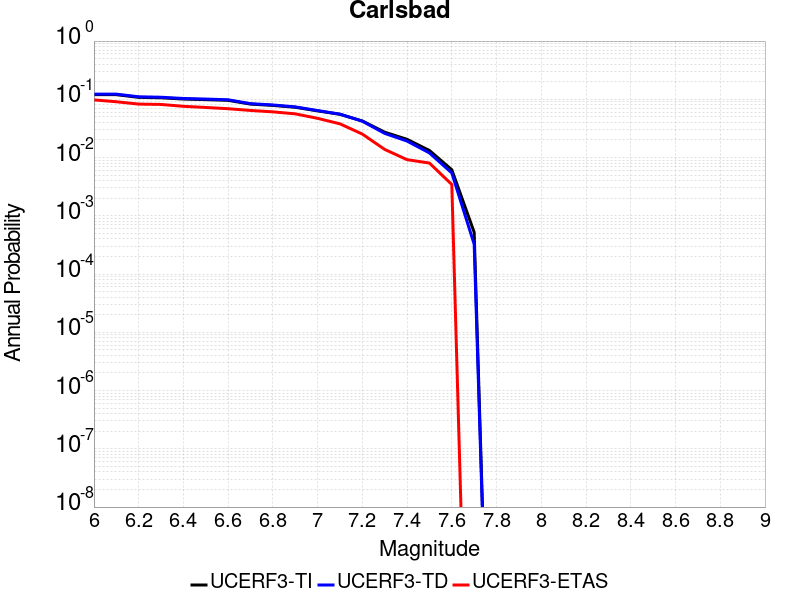 Carlsbad
10^0
10^-1
10^-2
10^-3
10^-4
10^-5
10^-6
10^-7
10^-8
Annual Probability
6 6.2 6.4 6.6 6.8 7 7.2 7.4 7.6 7.8 8 8.2 8.4 8.6 8.8 9
Magnitude
UCERF3-TI UCERF3-TD UCERF3-ETAS